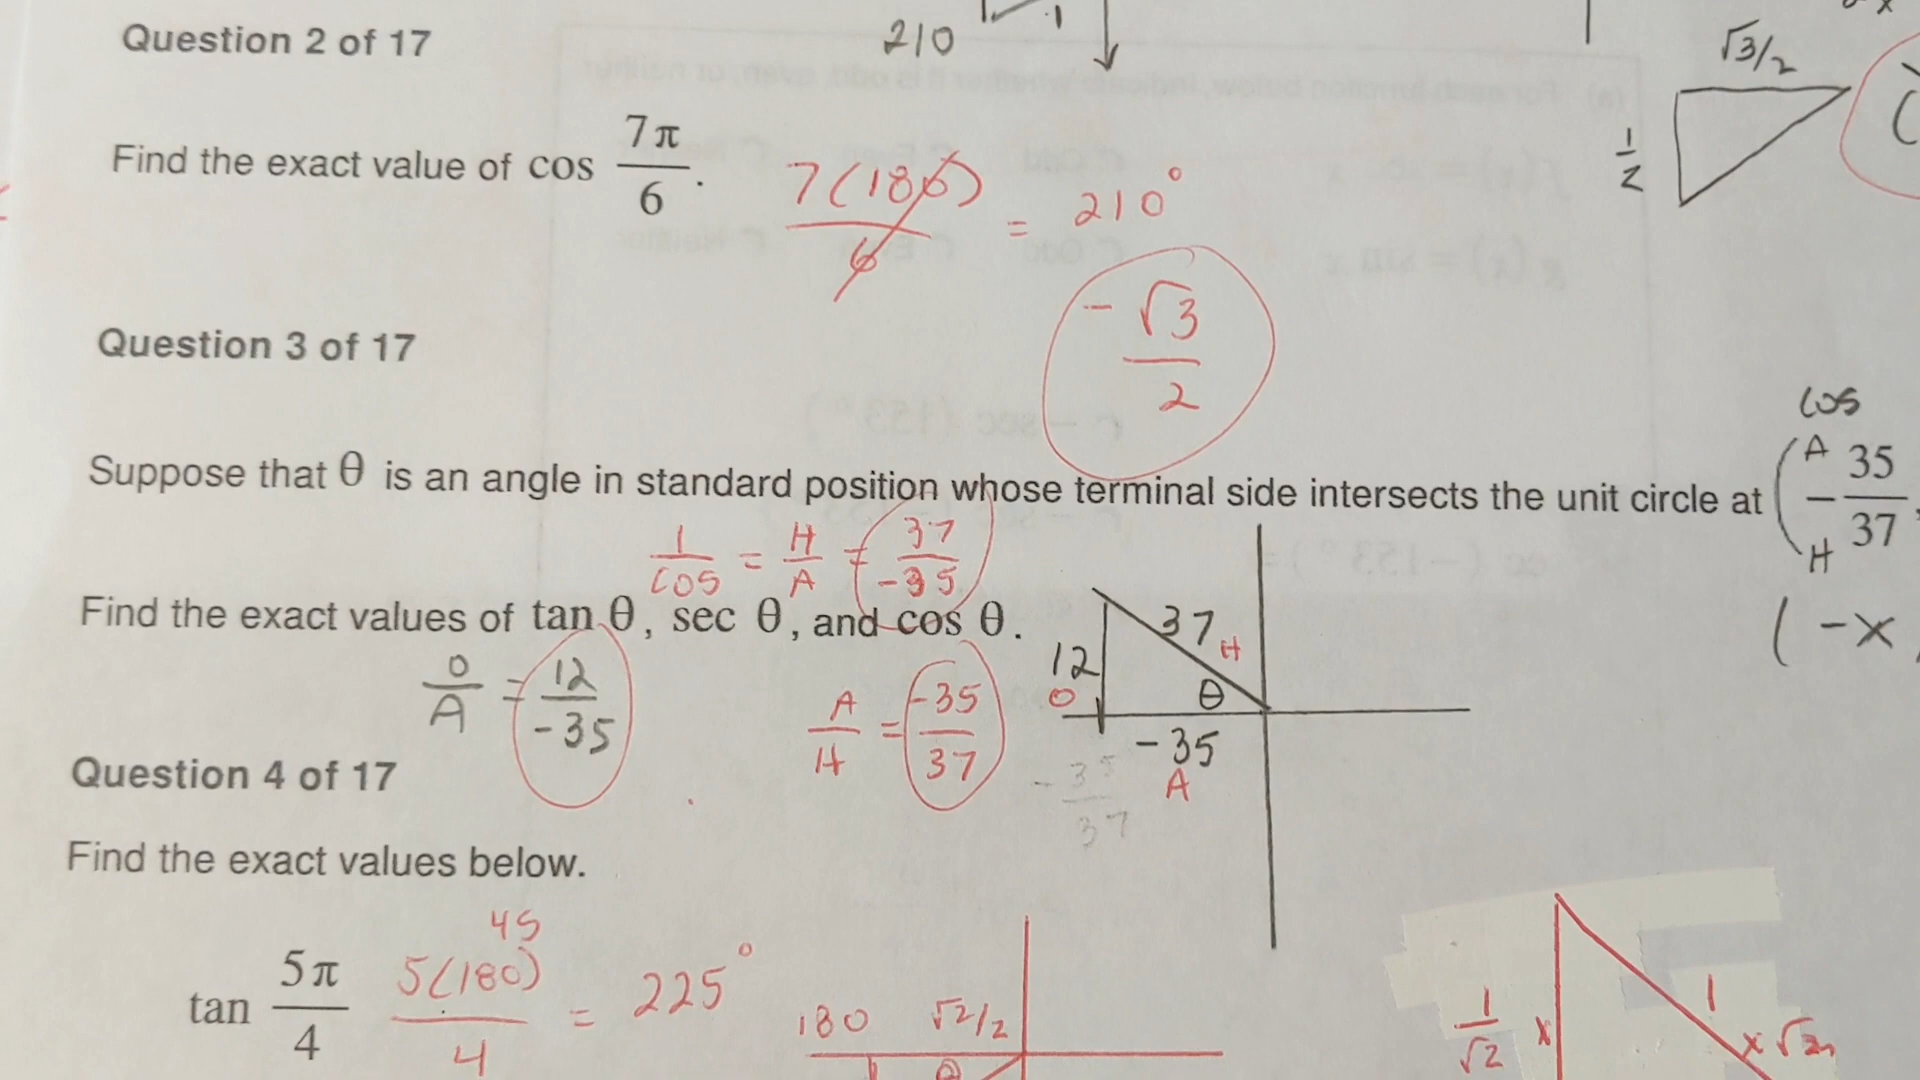 Question 2 of 17
210
√3/2
1/2
Find the exact value of cos 7π/6.
7(180)/6 = 210°
-√3/2
Question 3 of 17
cos
Suppose that θ is an angle in standard position whose terminal side intersects the unit circle at (-35/37,
A
H
1/cos = H/A = 37/-35
Find the exact values of tan θ, sec θ, and cos θ.
(-x
O/A = 12/-35
A/H = -35/37
12
O
37
H
θ
-35
A
-35/37
Question 4 of 17
Find the exact values below.
45
tan 5π/4
5(180)/4 = 225°
180
√2/2
θ
1/√2
x
1